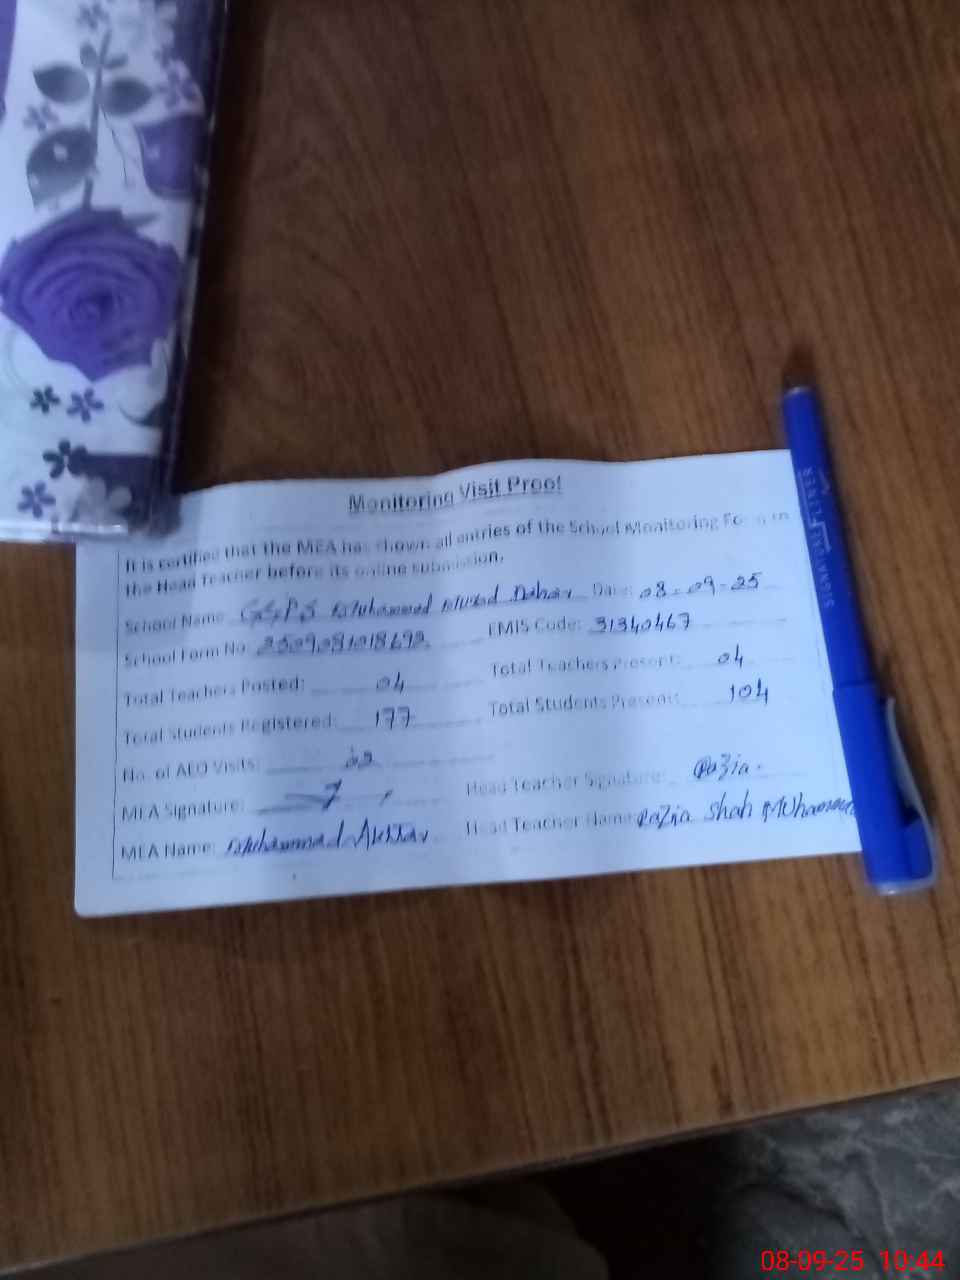 Monitoring Visit Proof
It is certified that the MEA has shown all entries of the School Monitoring Form to
the Head Teacher before its online submission.
School Name: GGPS Muhammad Murad Dahar Date: 08-09-25
School Form No: 2509081018692 EMIS Code: 31340467
Total Teachers Posted: 04 Total Teachers Present: 04
Total Students Registered: 177 Total Students Present: 104
No. of AEO Visits: 02
MEA Signature: Head Teacher Signature: Razia
MEA Name: Muhammad Akhtar Head Teacher Name: Razia Shah Muhammad
SIGNATURE LINER
08-09-25 10:44